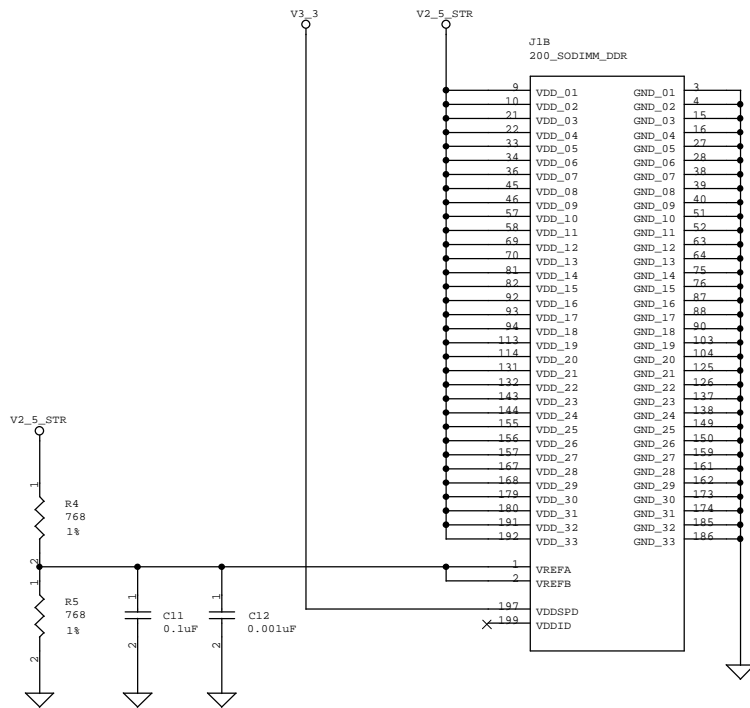 V3_3
V2_5_STR
J1B
200_SODIMM_DDR
9 VDD_01 GND_01 3
10 VDD_02 GND_02 4
21 VDD_03 GND_03 15
22 VDD_04 GND_04 16
33 VDD_05 GND_05 27
34 VDD_06 GND_06 28
36 VDD_07 GND_07 38
45 VDD_08 GND_08 39
46 VDD_09 GND_09 40
57 VDD_10 GND_10 51
58 VDD_11 GND_11 52
69 VDD_12 GND_12 63
70 VDD_13 GND_13 64
81 VDD_14 GND_14 75
82 VDD_15 GND_15 76
92 VDD_16 GND_16 87
93 VDD_17 GND_17 88
94 VDD_18 GND_18 90
113 VDD_19 GND_19 103
114 VDD_20 GND_20 104
131 VDD_21 GND_21 125
132 VDD_22 GND_22 126
143 VDD_23 GND_23 137
144 VDD_24 GND_24 138
155 VDD_25 GND_25 149
156 VDD_26 GND_26 150
157 VDD_27 GND_27 159
167 VDD_28 GND_28 161
168 VDD_29 GND_29 162
179 VDD_30 GND_30 173
180 VDD_31 GND_31 174
191 VDD_32 GND_32 185
192 VDD_33 GND_33 186
1 VREFA
2 VREFB
197 VDDSPD
199 VDDID
V2_5_STR
1
R4
768
1%
2
1
R5
768
1%
2
1
C11
0.1uF
2
1
C12
0.001uF
2